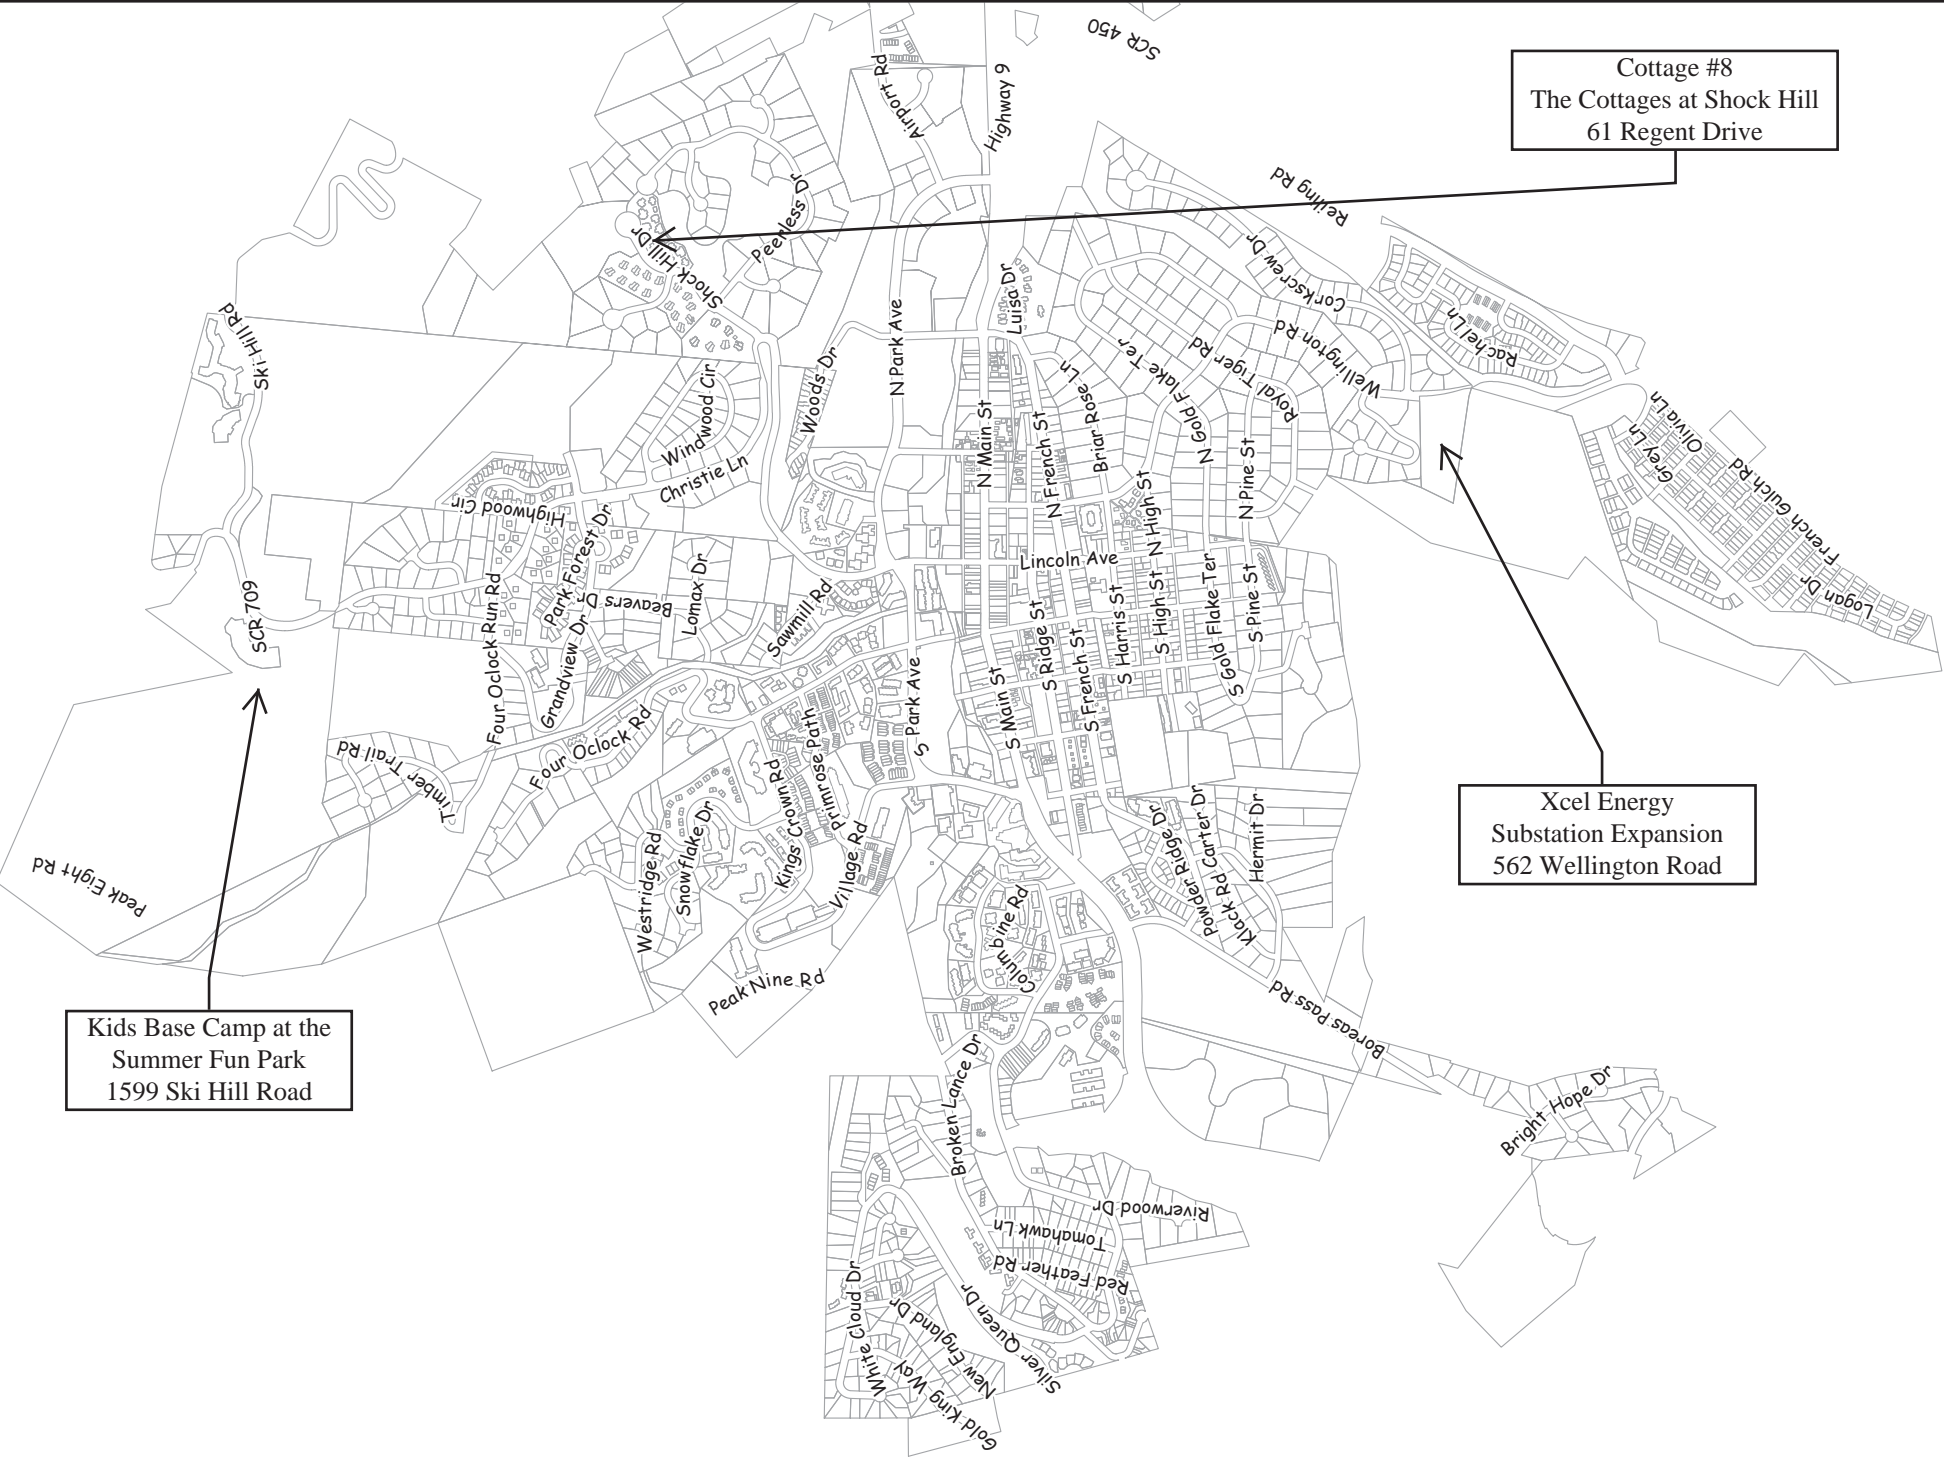 SCR 450
Airport Rd
Highway 9
Cottage #8
The Cottages at Shock Hill
61 Regent Drive
Reiling Rd
Peerless Dr
Shock Hill Dr
Corkscrew Dr
Luisa Dr
Ski Hill Rd
N Park Ave
Woods Dr
Windwood Cir
Christie Ln
Briar Rose Ln
N Gold Flake Ter
Royal Tiger Rd
Wellington Rd
Rachel Ln
N Main St
N French St
N High St
N Pine St
Grey Ln
Olivia Ln
French Gulch Rd
Logan Dr
Highwood Cir
Park Forest Dr
Lincoln Ave
SCR 709
Four Oclock Run Rd
Beavers Dr
Lomax Dr
Sawmill Rd
Grandview Dr
Four Oclock Rd
S Park Ave
S Main St
S Ridge St
S French St
S Harris St
S High St
S Gold Flake Ter
S Pine St
Timber Trail Rd
Peak Eight Rd
Westridge Rd
Snowflake Dr
Kings Crown Rd
Primrose Path
Village Rd
Peak Nine Rd
Columbine Rd
Powder Ridge Dr
Carter Dr
Klack Rd
Hermit Dr
Xcel Energy
Substation Expansion
562 Wellington Road
Boreas Pass Rd
Kids Base Camp at the
Summer Fun Park
1599 Ski Hill Road
Broken Lance Dr
Bright Hope Dr
Riverwood Dr
Tomahawk Ln
Red Feather Rd
White Cloud Dr
New England Dr
Silver Queen Dr
Gold King Way